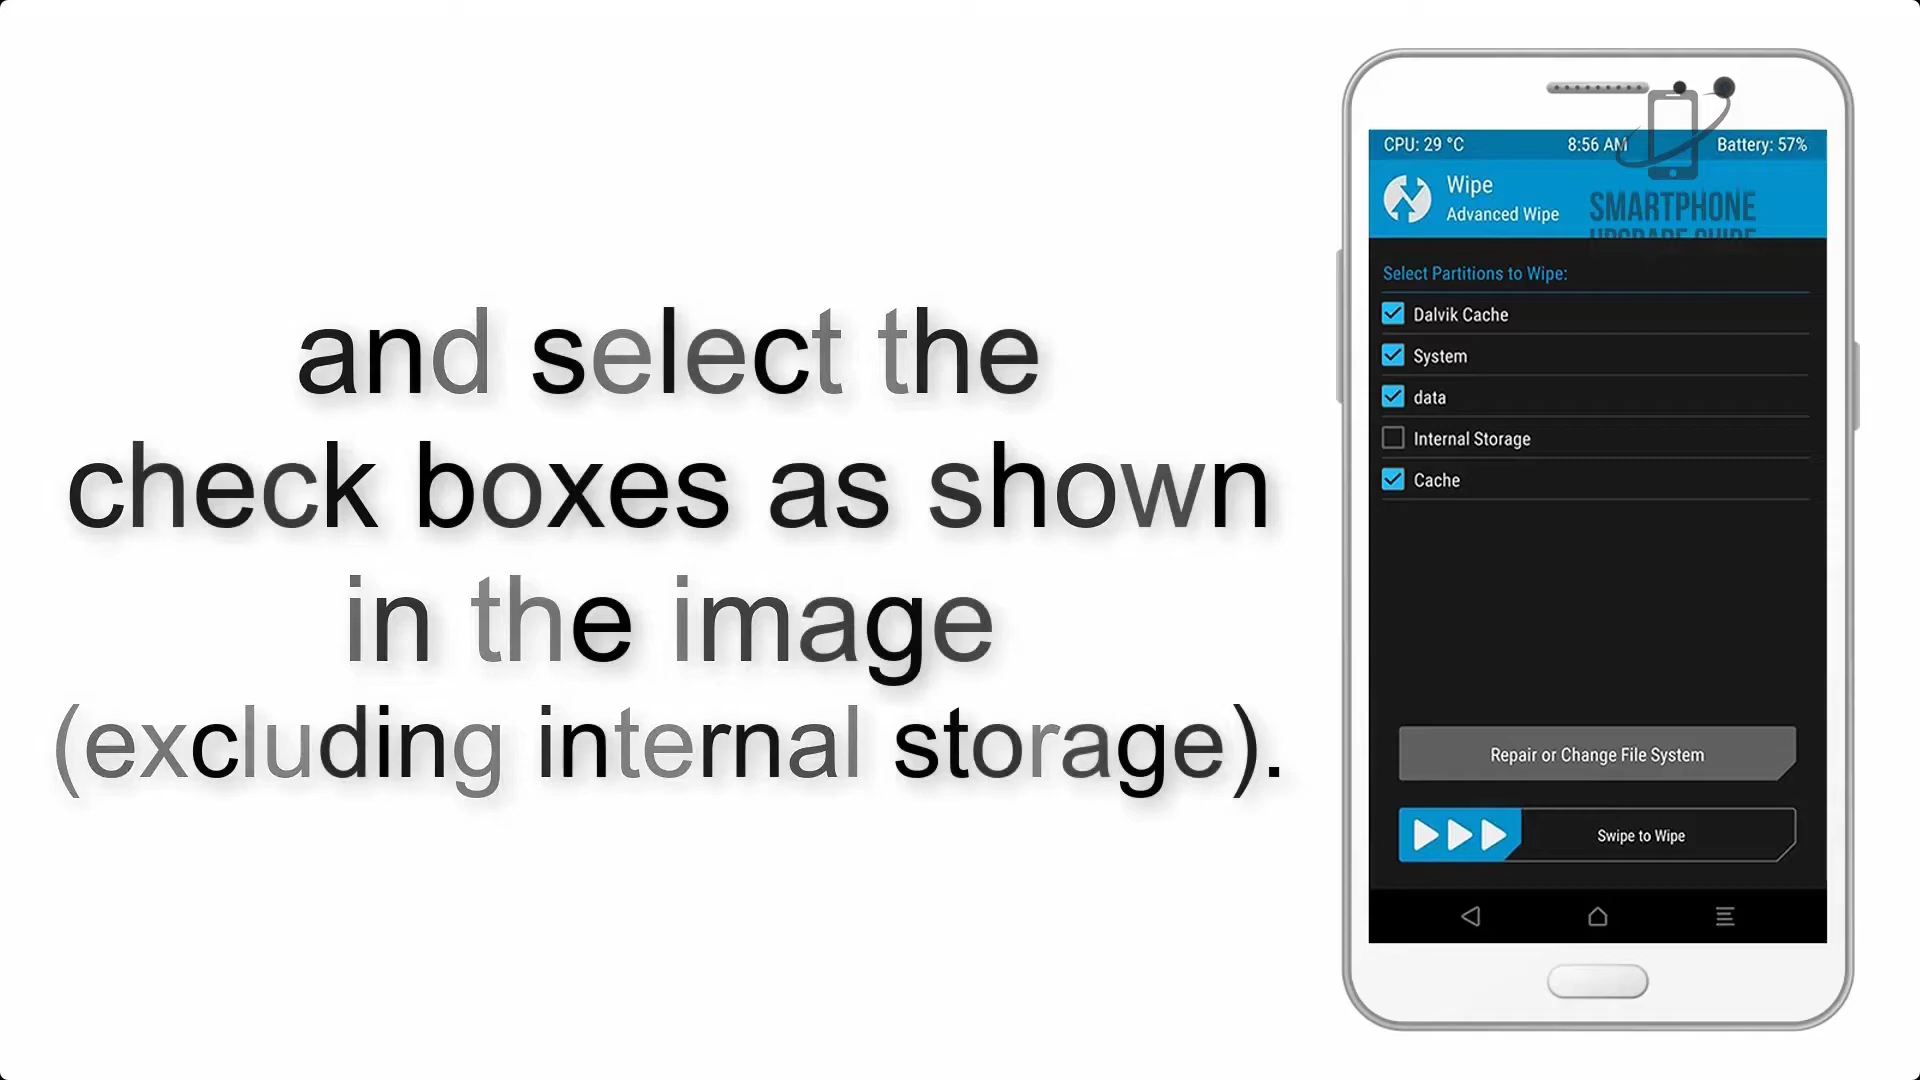 and select the
check boxes as shown
in the image
(excluding internal storage).
CPU: 29 °C 8:56 AM Battery: 57%
Wipe
Advanced Wipe
SMARTPHONE
UPGRADE GUIDE
Select Partitions to Wipe:
Dalvik Cache
System
data
Internal Storage
Cache
Repair or Change File System
Swipe to Wipe